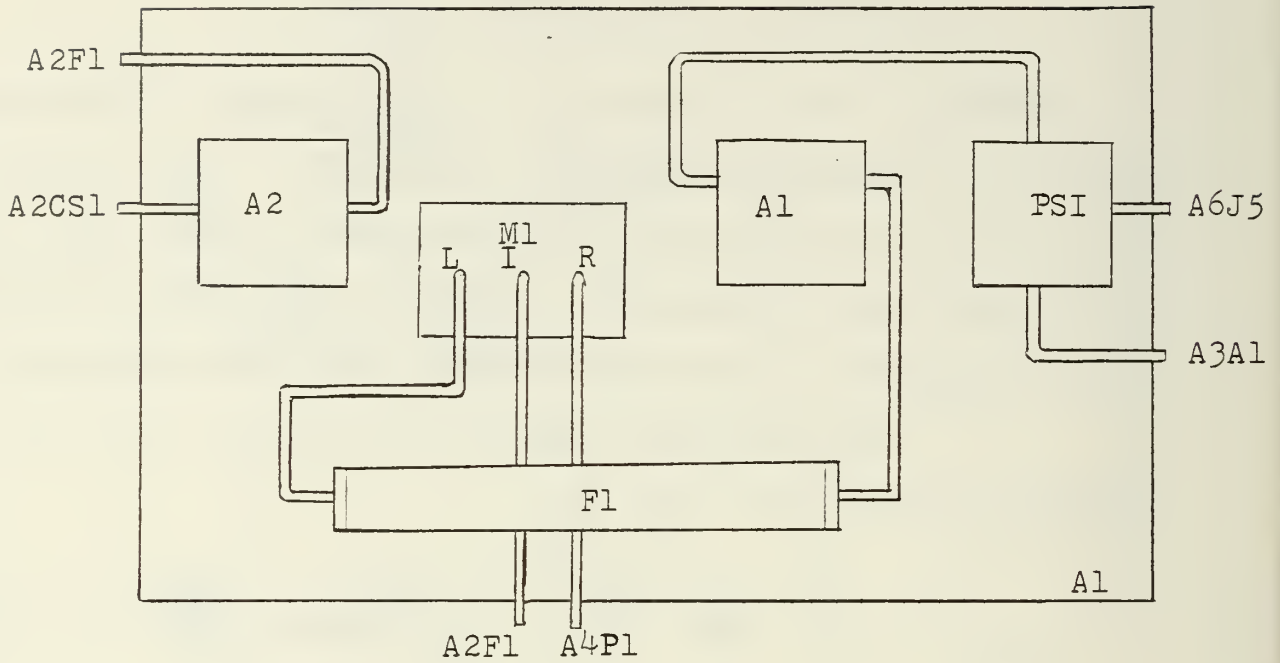 A2F1
A2CS1
A2
M1
L I R
A1
PSI
A6J5
A3A1
F1
A1
A2F1 A4P1